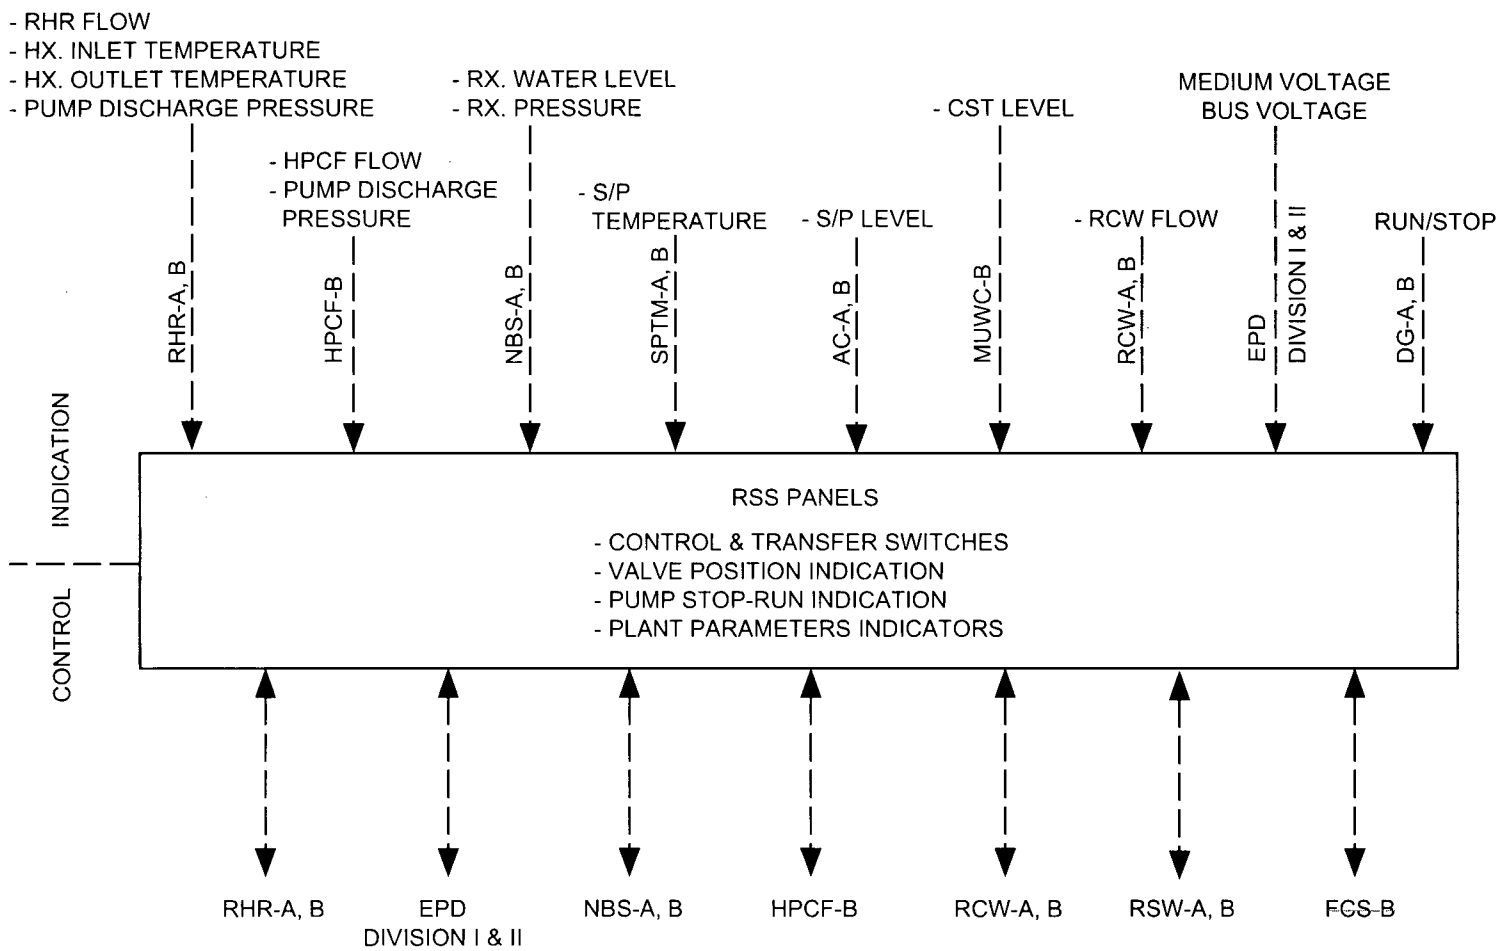 - RHR FLOW
- HX. INLET TEMPERATURE
- HX. OUTLET TEMPERATURE
- PUMP DISCHARGE PRESSURE
- HPCF FLOW
- PUMP DISCHARGE
PRESSURE
- RX. WATER LEVEL
- RX. PRESSURE
- S/P
TEMPERATURE
- S/P LEVEL
- CST LEVEL
- RCW FLOW
MEDIUM VOLTAGE
BUS VOLTAGE
RUN/STOP
RHR-A, B
HPCF-B
NBS-A, B
SPTM-A, B
AC-A, B
MUWC-B
RCW-A, B
EPD
DIVISION I & II
DG-A, B
INDICATION
CONTROL
RSS PANELS
- CONTROL & TRANSFER SWITCHES
- VALVE POSITION INDICATION
- PUMP STOP-RUN INDICATION
- PLANT PARAMETERS INDICATORS
RHR-A, B
EPD
DIVISION I & II
NBS-A, B
HPCF-B
RCW-A, B
RSW-A, B
FCS-B